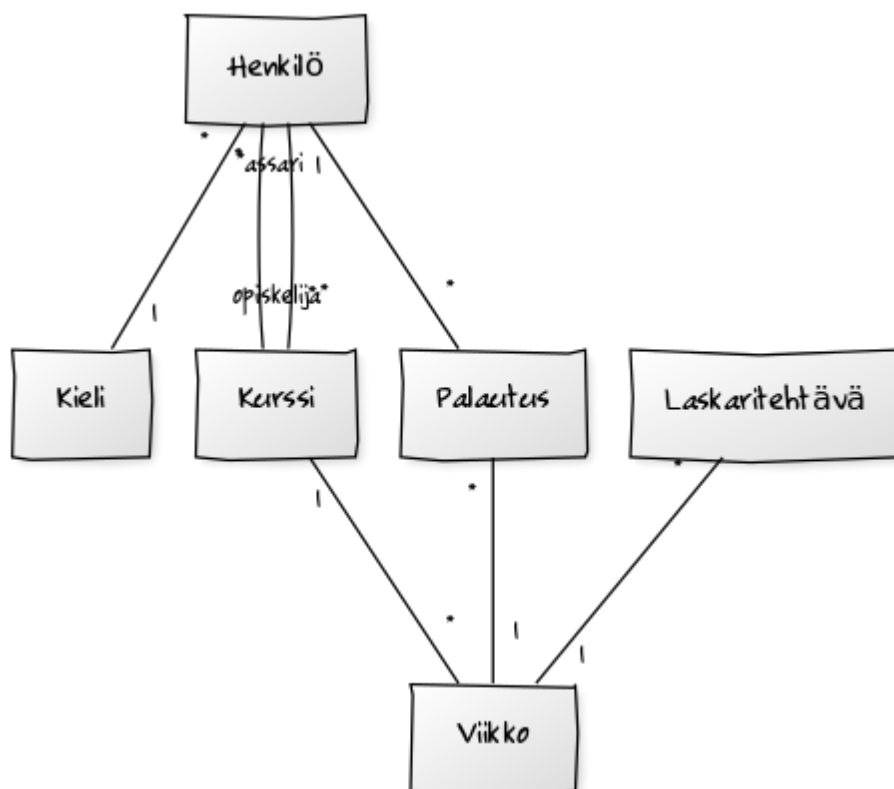 Henkilö
*
*
assari
1
*
opiskelija
*
*
1
Kieli
Kurssi
Palautus
Laskaritehtävä
1
*
*
*
1
1
Viikko